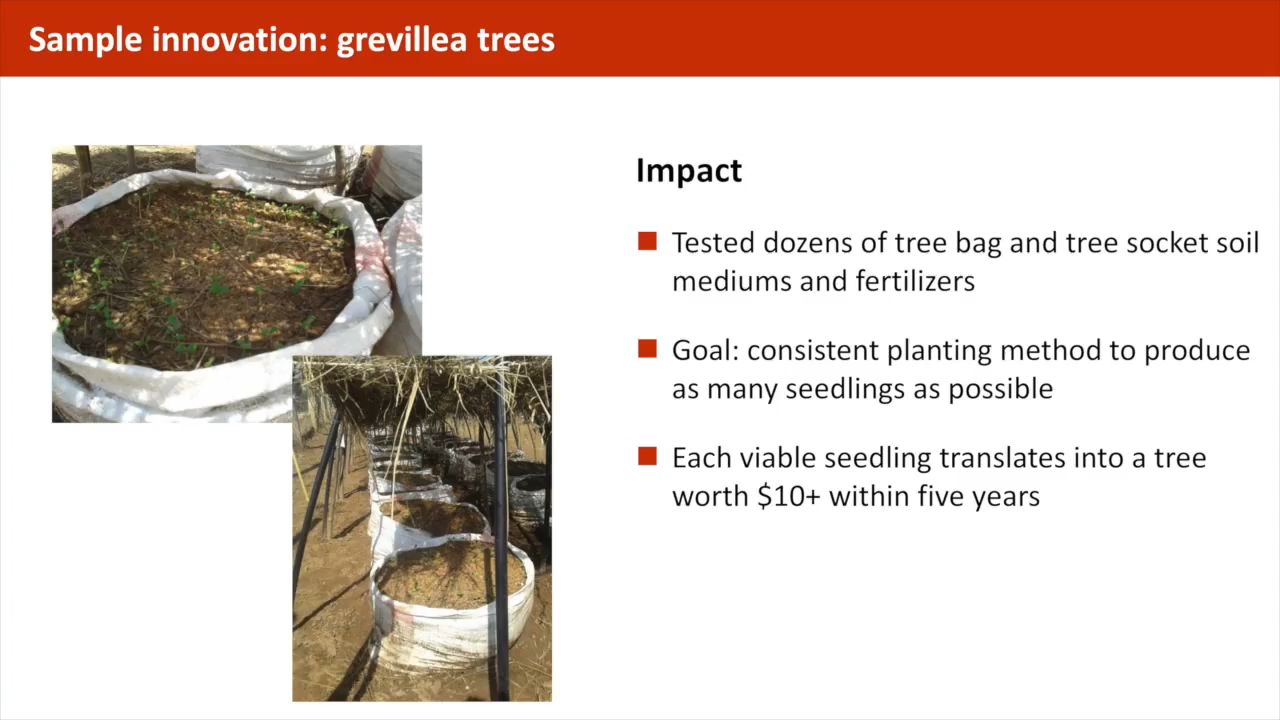 Sample innovation: grevillea trees
Impact
Tested dozens of tree bag and tree socket soil
mediums and fertilizers
Goal: consistent planting method to produce
as many seedlings as possible
Each viable seedling translates into a tree
worth $10+ within five years